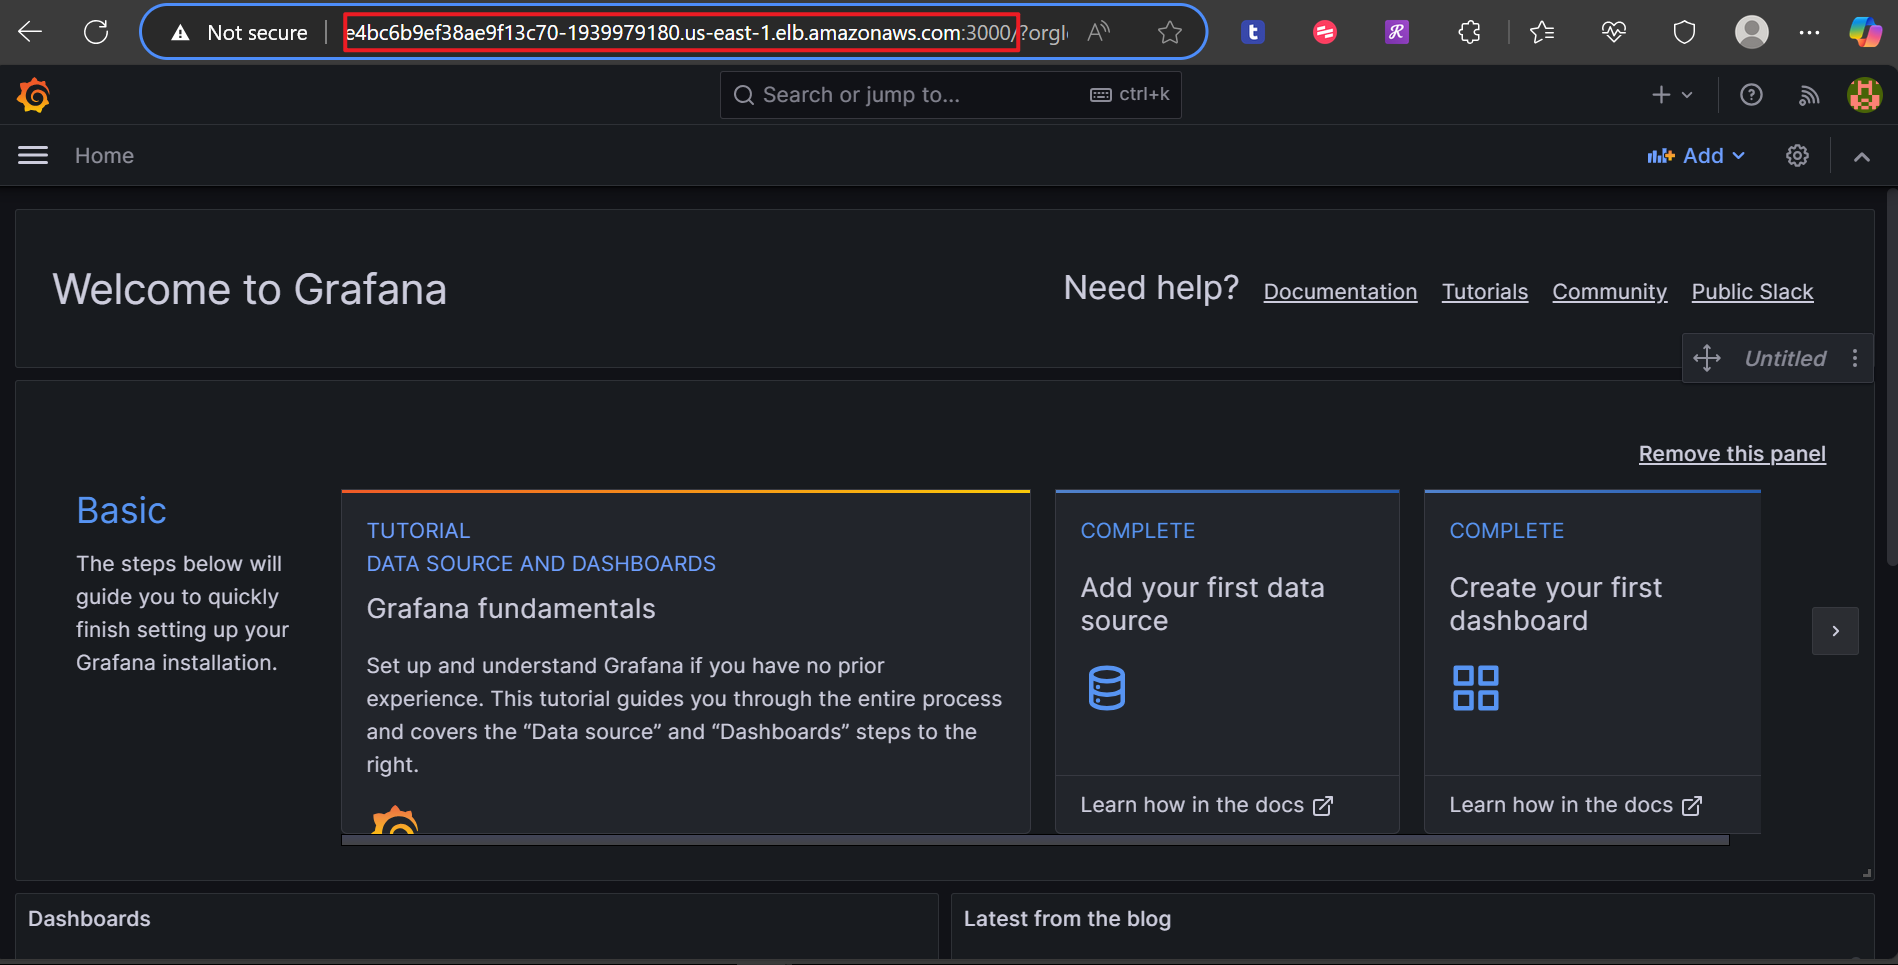 Not secure
e4bc6b9ef38ae9f13c70-1939979180.us-east-1.elb.amazonaws.com:3000/?orgI
Search or jump to...
ctrl+k
Home
Add
Welcome to Grafana
Need help?
Documentation
Tutorials
Community
Public Slack
Untitled
Remove this panel
Basic
The steps below will
guide you to quickly
finish setting up your
Grafana installation.
TUTORIAL
DATA SOURCE AND DASHBOARDS
Grafana fundamentals
Set up and understand Grafana if you have no prior
experience. This tutorial guides you through the entire process
and covers the “Data source” and “Dashboards” steps to the
right.
COMPLETE
Add your first data
source
Learn how in the docs
COMPLETE
Create your first
dashboard
Learn how in the docs
Dashboards
Latest from the blog